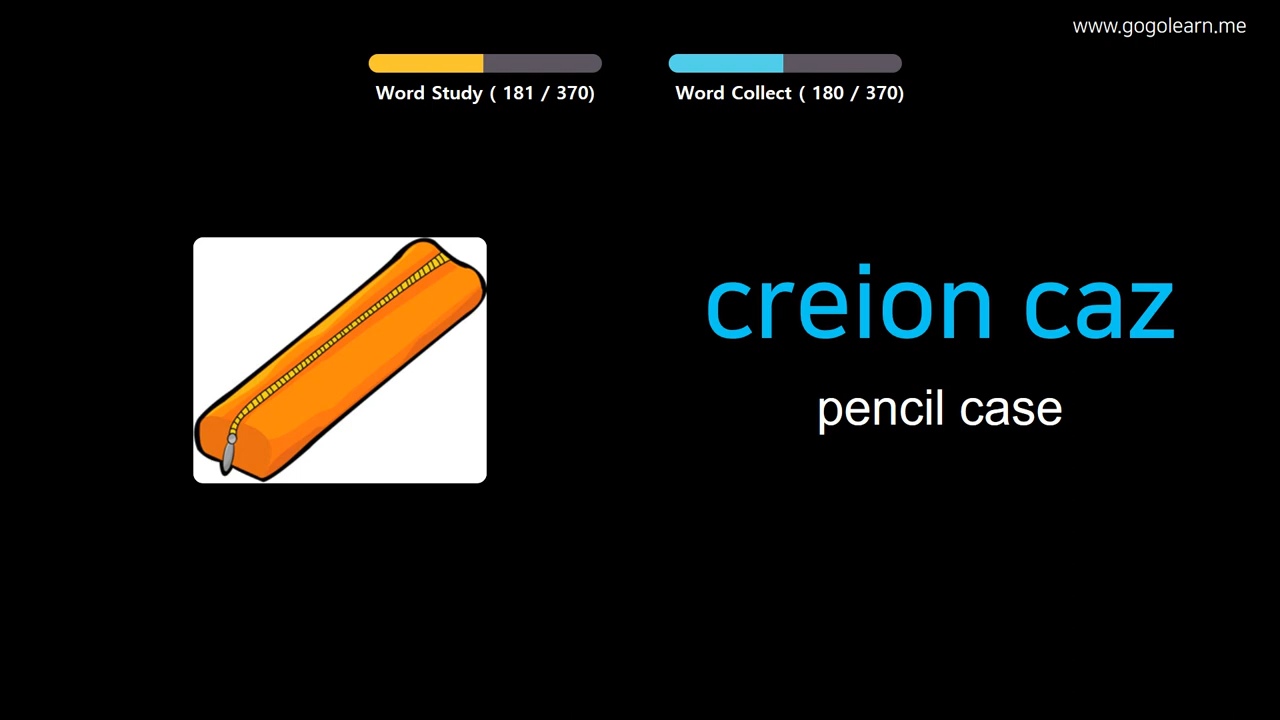 www.gogolearn.me
Word Study ( 181 / 370)
Word Collect ( 180 / 370)
creion caz
pencil case